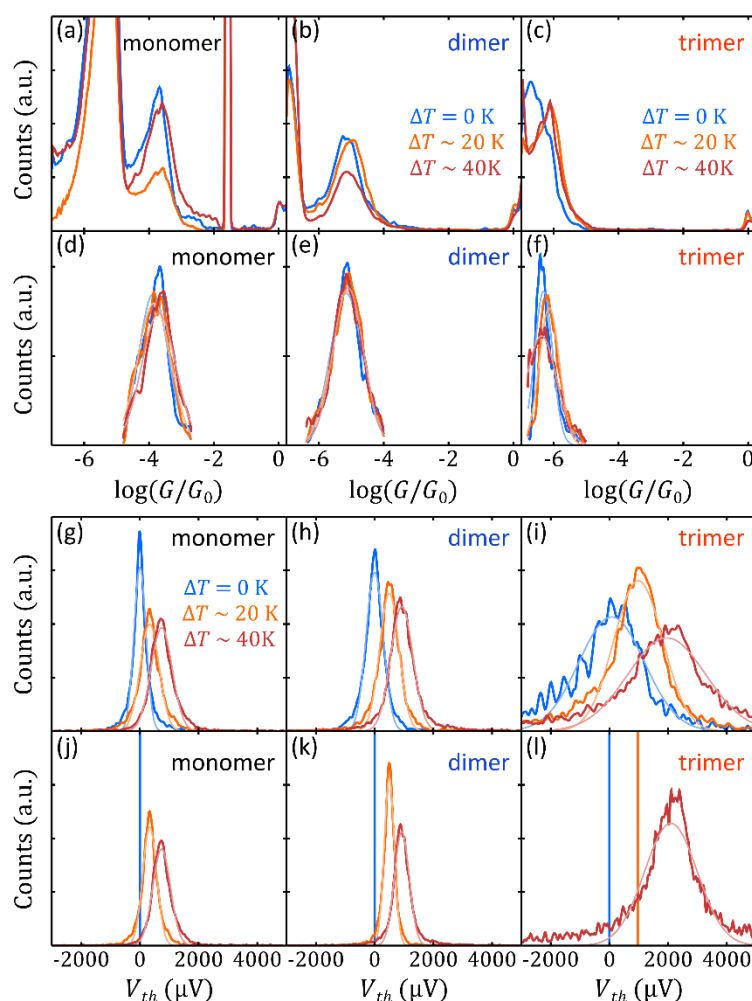 (a) monomer (b) dimer (c) trimer
Counts (a.u.)
ΔT = 0 K ΔT = 0 K
ΔT ~ 20 K ΔT ~ 20 K
ΔT ~ 40K ΔT ~ 40K
(d) monomer (e) dimer (f) trimer
Counts (a.u.)
-6 -4 -2 -6 -4 -2 0 -6 -4 -2 0
log(G/G0) log(G/G0) log(G/G0)
(g) monomer (h) dimer (i) trimer
Counts (a.u.)
ΔT = 0 K
ΔT ~ 20 K
ΔT ~ 40K
(j) monomer (k) dimer (l) trimer
Counts (a.u.)
-2000 0 2000 4000 -2000 0 2000 4000 -2000 0 2000 4000
Vth (μV) Vth (μV) Vth (μV)